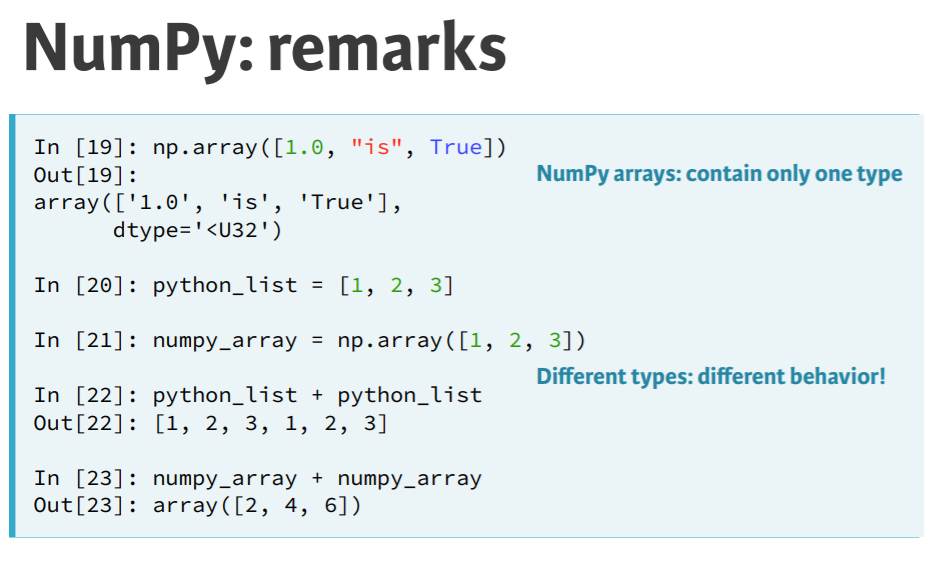 NumPy: remarks
In [19]: np.array([1.0, "is", True])
Out[19]:
NumPy arrays: contain only one type
array(['1.0', 'is', 'True'],
      dtype='<U32')
In [20]: python_list = [1, 2, 3]
In [21]: numpy_array = np.array([1, 2, 3])
Different types: different behavior!
In [22]: python_list + python_list
Out[22]: [1, 2, 3, 1, 2, 3]
In [23]: numpy_array + numpy_array
Out[23]: array([2, 4, 6])